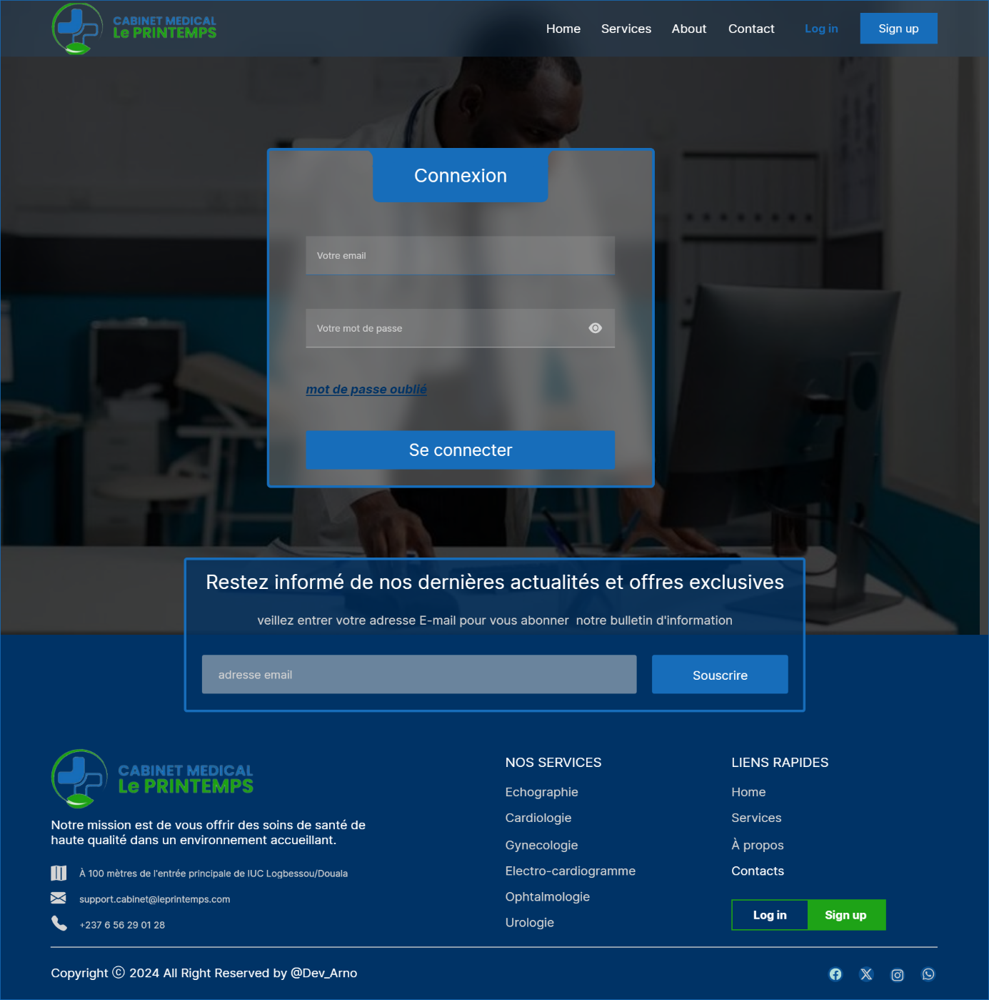 CABINET MEDICAL
Le PRINTEMPS
Home Services About Contact Log in Sign up
Connexion
Votre email
Votre mot de passe
mot de passe oublié
Se connecter
Restez informé de nos dernières actualités et offres exclusives
veillez entrer votre adresse E-mail pour vous abonner notre bulletin d'information
adresse email
Souscrire
CABINET MEDICAL
Le PRINTEMPS
Notre mission est de vous offrir des soins de santé de
haute qualité dans un environnement accueillant.
À 100 mètres de l'entrée principale de IUC Logbessou/Douala
support.cabinet@leprintemps.com
+237 6 56 29 01 28
NOS SERVICES
Echographie
Cardiologie
Gynecologie
Electro-cardiogramme
Ophtalmologie
Urologie
LIENS RAPIDES
Home
Services
À propos
Contacts
Log in
Sign up
Copyright © 2024 All Right Reserved by @Dev_Arno